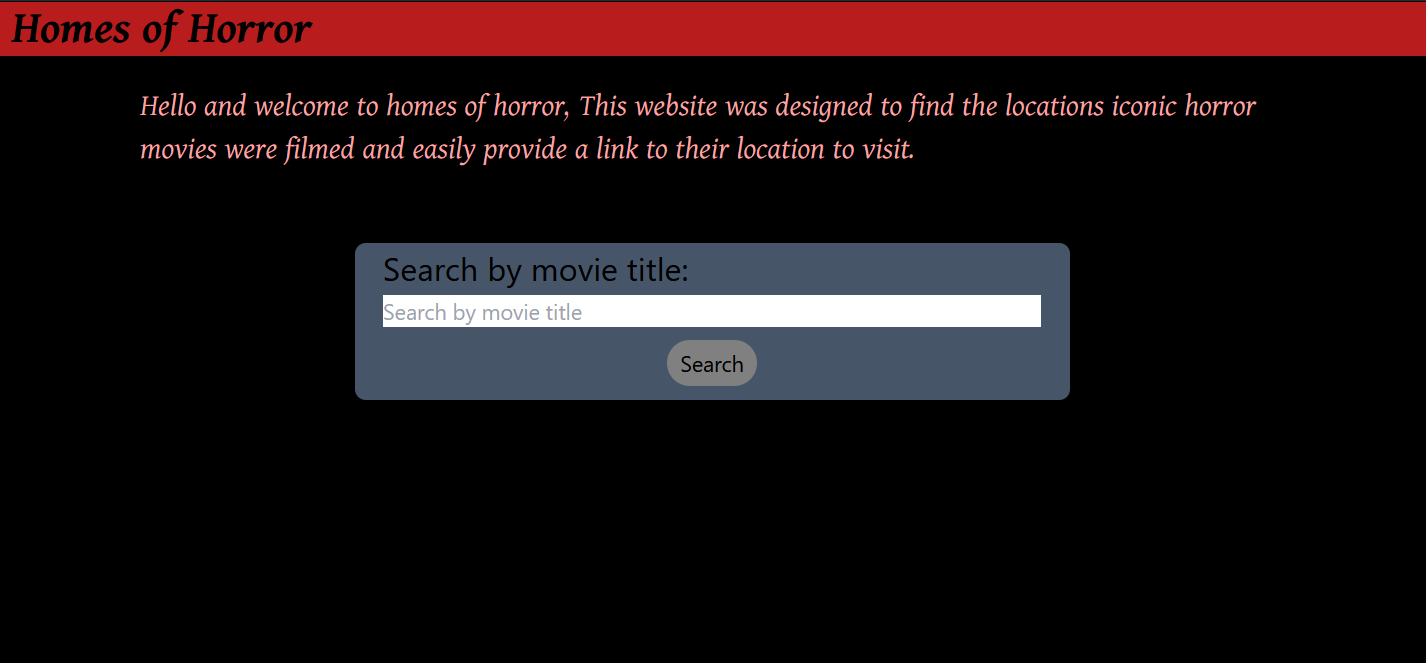 Homes of Horror
Hello and welcome to homes of horror, This website was designed to find the locations iconic horror
movies were filmed and easily provide a link to their location to visit.
Search by movie title:
Search by movie title
Search